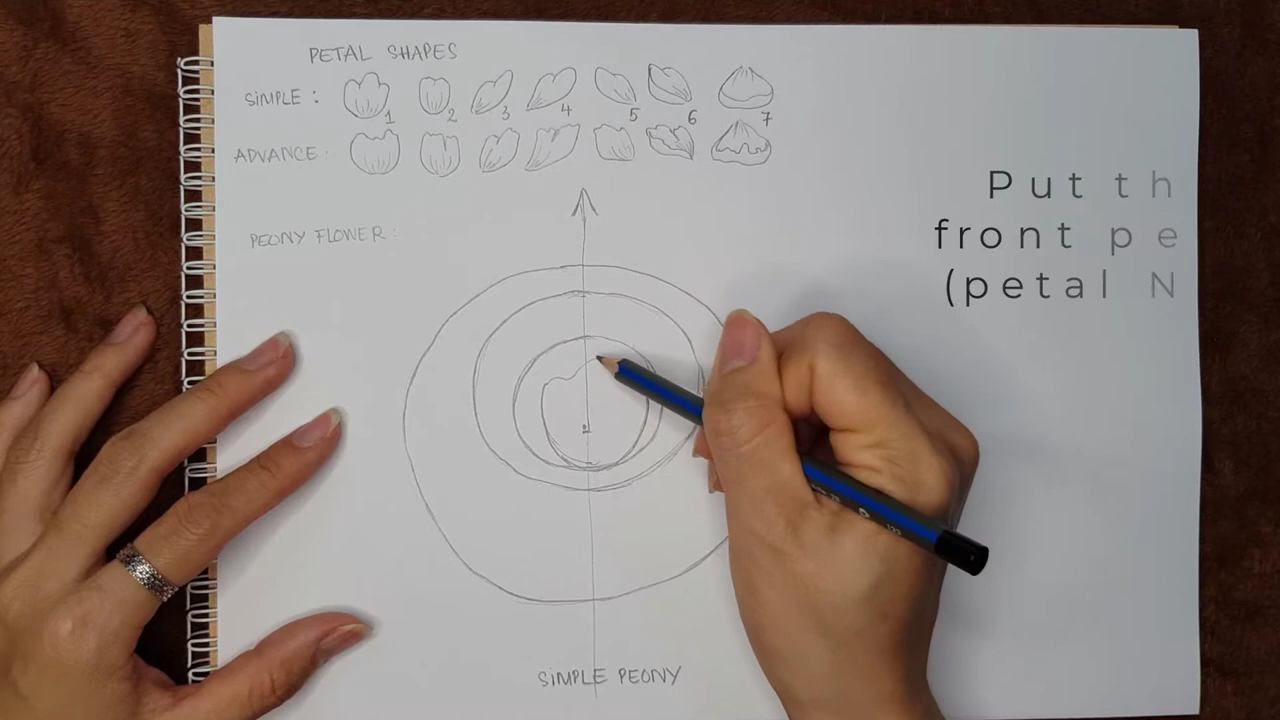 PETAL SHAPES
SIMPLE :
1 2 3 4 5 6 7
ADVANCE :
Put th
front pe
(petal N
PEONY FLOWER :
SIMPLE PEONY